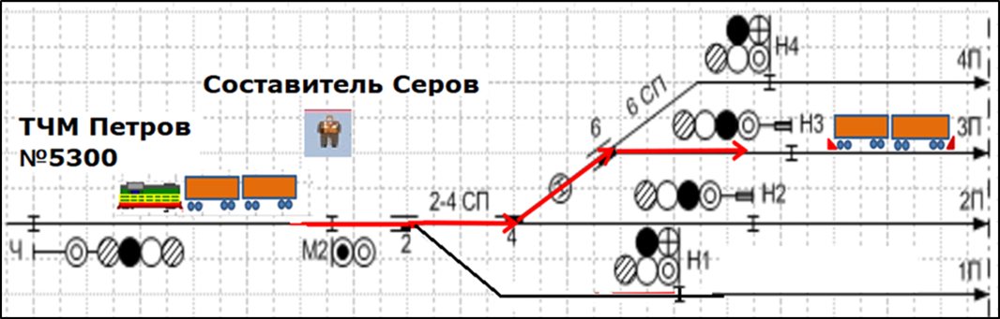 Н4
4П
Составитель Серов
6 СП
ТЧМ Петров
№5300
6
Н3
3П
2-4 СП
Н2
2П
Ч
М2
2
4
Н1
1П